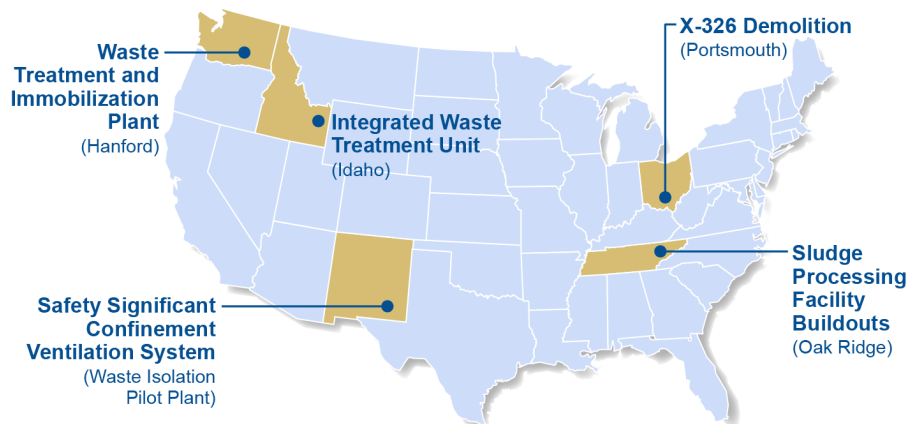 Waste
Treatment and
Immobilization
Plant
(Hanford)
Integrated Waste
Treatment Unit
(Idaho)
X-326 Demolition
(Portsmouth)
Safety Significant
Confinement
Ventilation System
(Waste Isolation
Pilot Plant)
Sludge
Processing
Facility
Buildouts
(Oak Ridge)